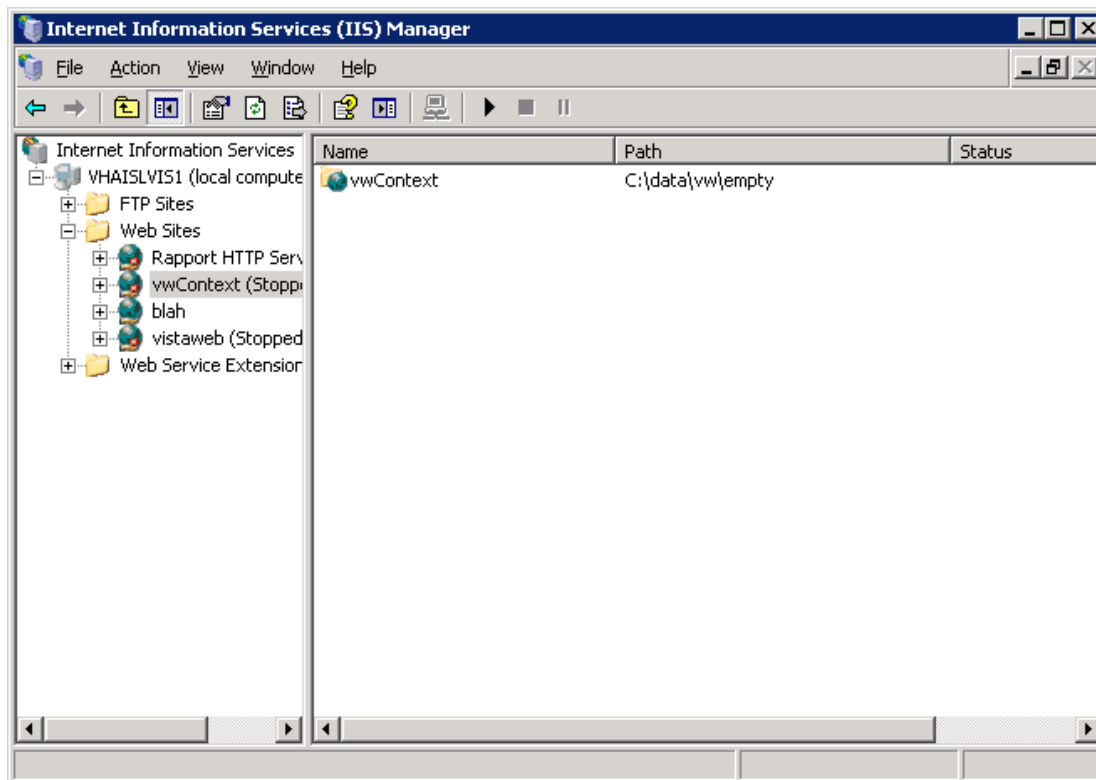 Internet Information Services (IIS) Manager
File Action View Window Help
Internet Information Services
VHAISLVIS1 (local compute
FTP Sites
Web Sites
Rapport HTTP Serv
vwContext (Stopp
blah
vistaweb (Stopped
Web Service Extension
Name Path Status
vwContext C:\data\vw\empty